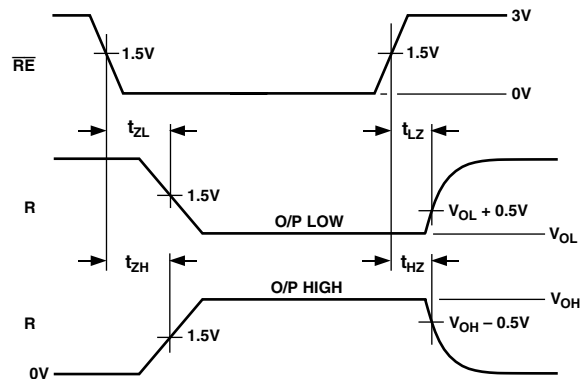 3V
RE
1.5V
1.5V
0V
tZL
tLZ
R
1.5V
O/P LOW
VOL + 0.5V
VOL
tZH
tHZ
O/P HIGH
VOH
R
1.5V
VOH – 0.5V
0V